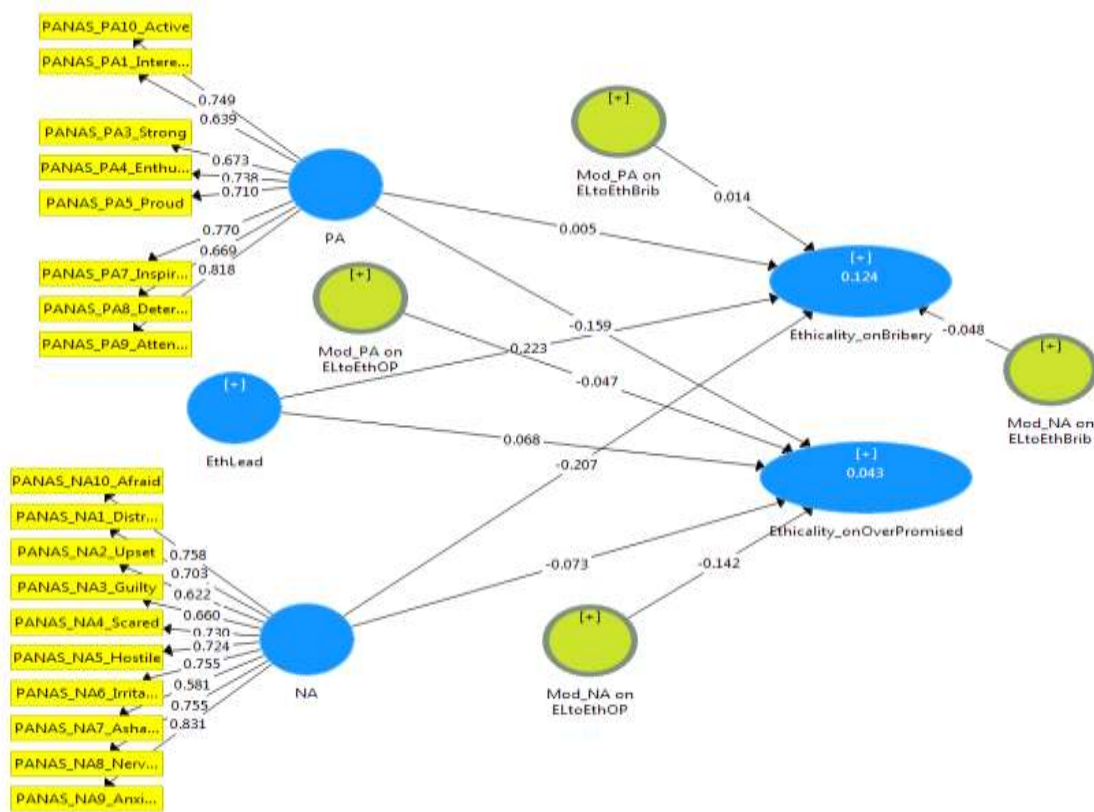 PANAS_PA10_Active
PANAS_PA1_Intere...
0.749
0.639
PANAS_PA3_Strong
PANAS_PA4_Enthu...
PANAS_PA5_Proud
0.673
0.738
0.710
PANAS_PA7_Inspir...
PANAS_PA8_Deter...
PANAS_PA9_Atten...
0.770
0.669
0.818
PA
[+]
Mod_PA on
ELtoEthBrib
0.014
0.005
[+]
0.124
Ethicality_onBribery
[+]
Mod_PA on
ELtoEthOP
-0.159
-0.048
[+]
Mod_NA on
ELtoEthBrib
0.223
-0.047
[+]
EthLead
0.068
[+]
0.043
Ethicality_onOverPromised
-0.207
-0.073
-0.142
[+]
Mod_NA on
ELtoEthOP
PANAS_NA10_Afraid
PANAS_NA1_Distr...
PANAS_NA2_Upset
PANAS_NA3_Guilty
PANAS_NA4_Scared
PANAS_NA5_Hostile
PANAS_NA6_Irrita...
PANAS_NA7_Asha...
PANAS_NA8_Nerv...
PANAS_NA9_Anxi...
0.758
0.703
0.622
0.660
0.730
0.724
0.755
0.581
0.755
0.831
NA